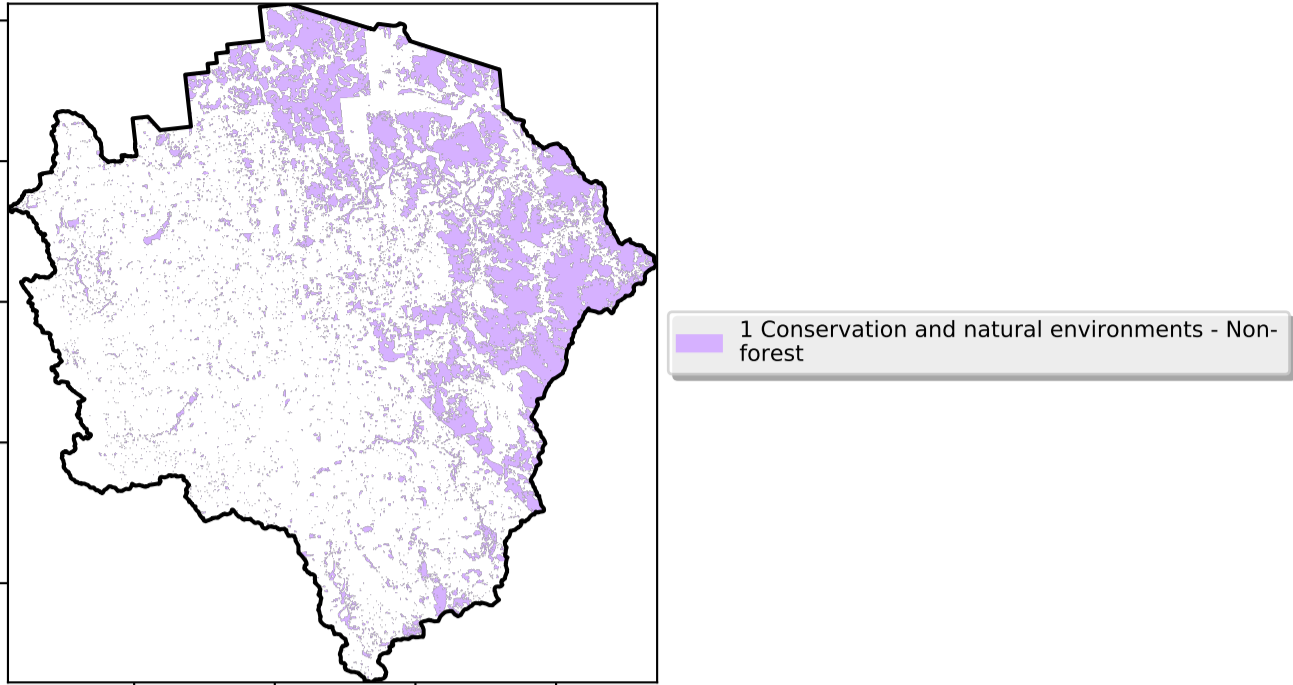 1 Conservation and natural environments - Non-
forest